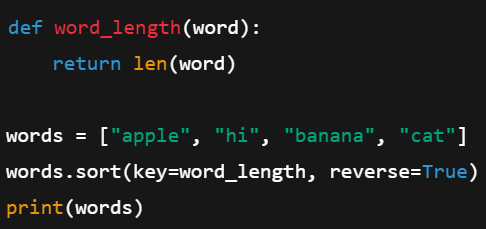 def word_length(word):
    return len(word)
words = ["apple", "hi", "banana", "cat"]
words.sort(key=word_length, reverse=True)
print(words)